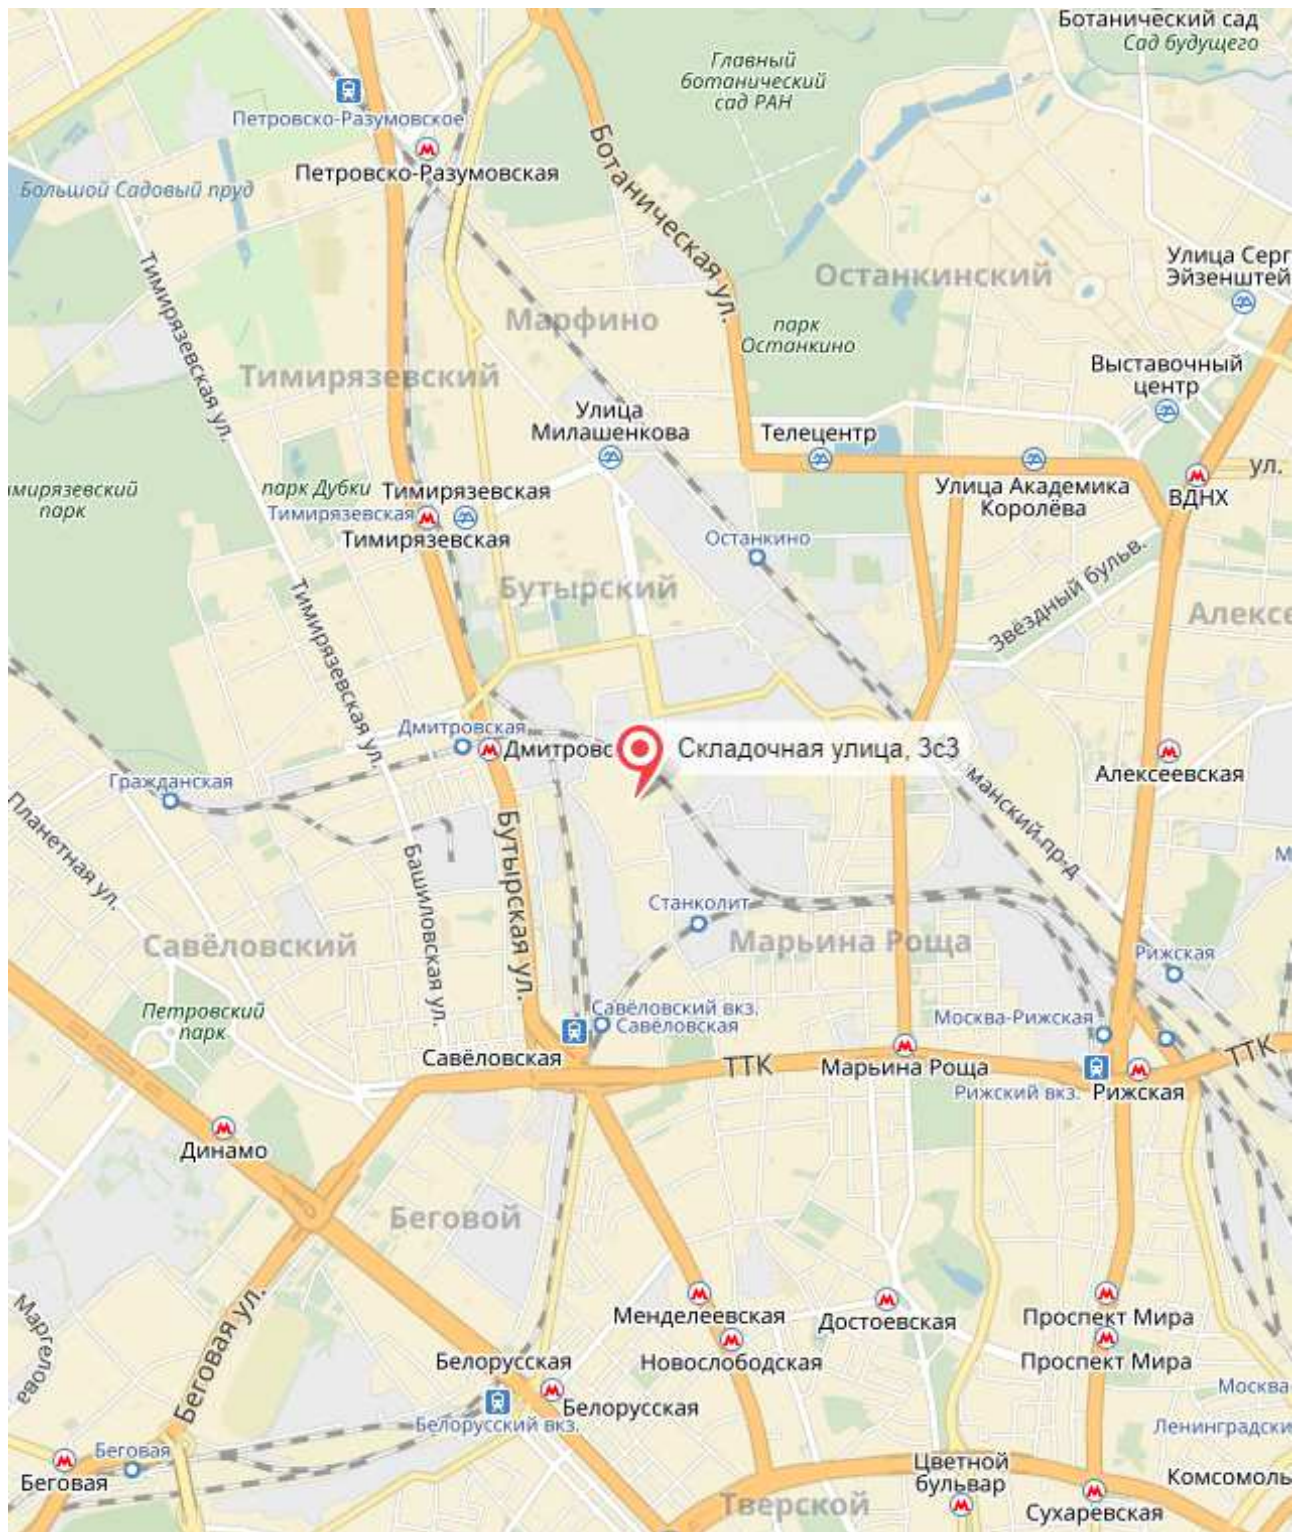 Ботанический сад
Сад будущего
Главный
ботанический
сад РАН
Петровско-Разумовское
Петровско-Разумовская
Большой Садовый пруд
Ботаническая ул.
Тимирязевская ул.
Останкинский
Улица Серг
Эйзенштей
Марфино
парк
Останкино
Тимирязевский
Выставочный
центр
Улица
Милашенкова
Телецентр
ул.
Улица Академика
Королёва
ВДНХ
имирязевский
парк
парк Дубки
Тимирязевская
Тимирязевская
Тимирязевская
Останкино
Звёздный бульв.
Бутырский
Алексе
Тимирязевская ул.
Дмитровская
Дмитровс
Складочная улица, 3с3
Алексеевская
Гражданская
манский пр-д
Планетная ул.
Бутырская ул.
Башиловская ул.
М
Станколит
Савёловский
Марьина Роща
Рижская
Петровский
парк
Савёловский вкз.
Савёловская
Москва-Рижская
Савёловская
ТТК
Марьина Роща
ТТК
Рижский вкз.
Рижская
Динамо
Беговой
Беговая ул.
Маргелова
Менделеевская
Достоевская
Проспект Мира
Новослободская
Проспект Мира
Белорусская
Белорусская
Белорусский вкз.
Москва
Ленинградски
Беговая
Беговая
Цветной
бульвар
Комсомоль
Тверской
Сухаревская